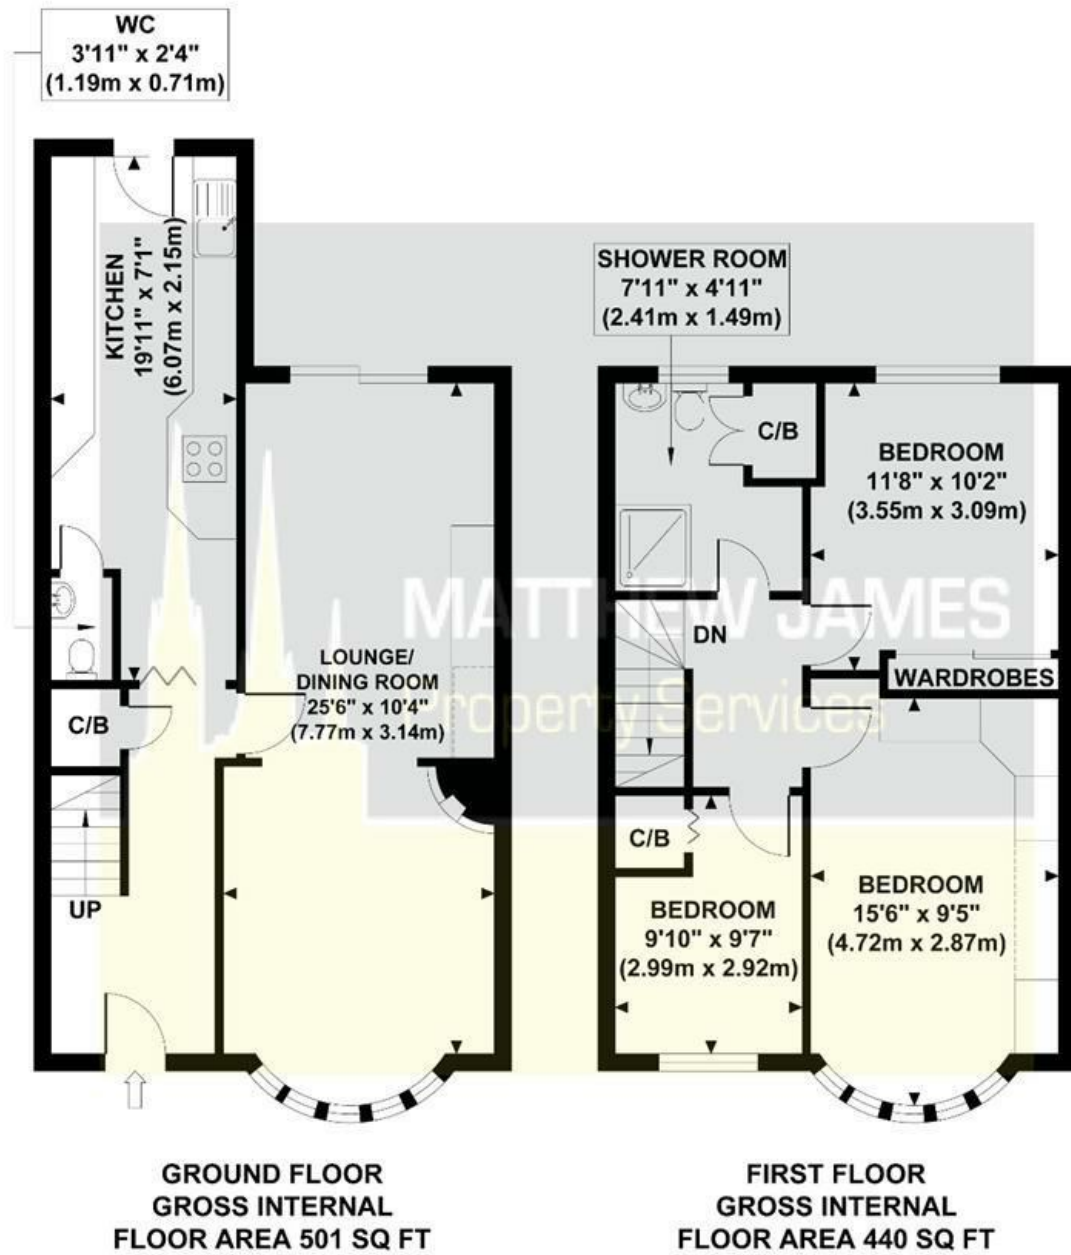 WC
3'11" x 2'4"
(1.19m x 0.71m)
KITCHEN
19'11" x 7'1"
(6.07m x 2.15m)
SHOWER ROOM
7'11" x 4'11"
(2.41m x 1.49m)
C/B
BEDROOM
11'8" x 10'2"
(3.55m x 3.09m)
MATTHEW JAMES
Property Services
DN
LOUNGE/
DINING ROOM
25'6" x 10'4"
(7.77m x 3.14m)
WARDROBES
C/B
C/B
UP
BEDROOM
9'10" x 9'7"
(2.99m x 2.92m)
BEDROOM
15'6" x 9'5"
(4.72m x 2.87m)
GROUND FLOOR
GROSS INTERNAL
FLOOR AREA 501 SQ FT
FIRST FLOOR
GROSS INTERNAL
FLOOR AREA 440 SQ FT